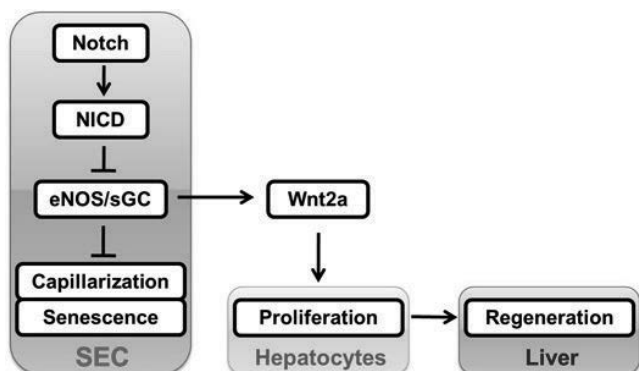 Notch
NICD
eNOS/sGC
Wnt2a
Capillarization
Senescence
Proliferation
Regeneration
SEC
Hepatocytes
Liver